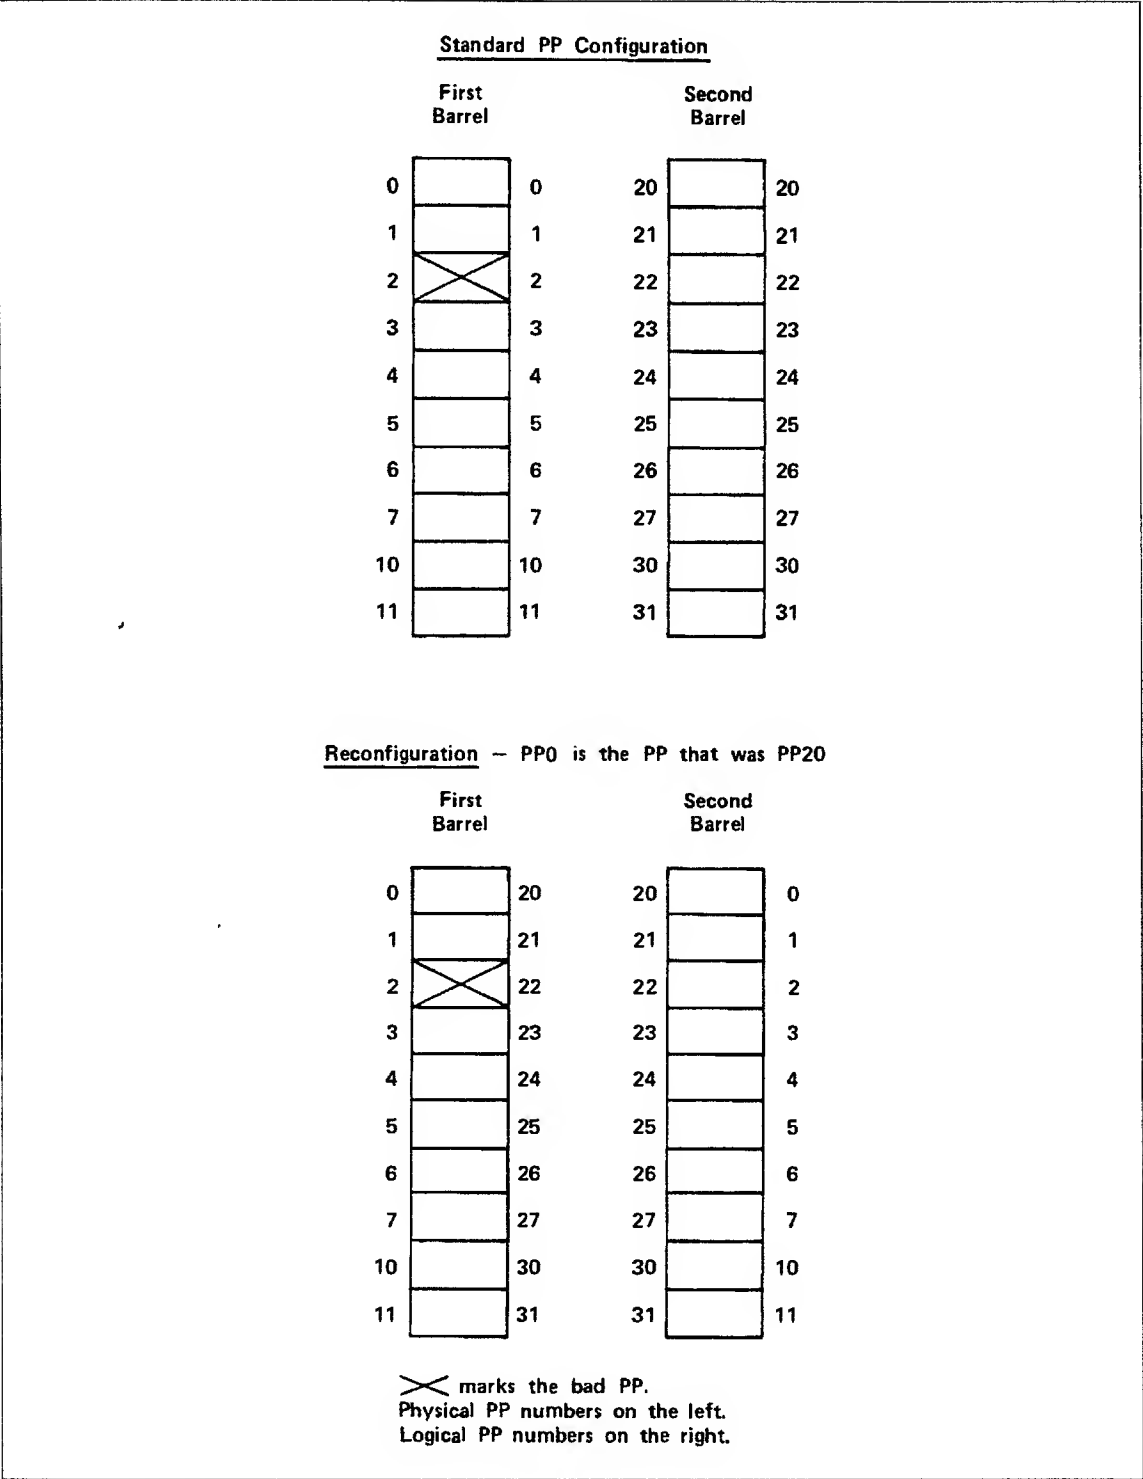 Standard PP Configuration
First Second
Barrel Barrel
0 0 20 20
1 1 21 21
2 2 22 22
3 3 23 23
4 4 24 24
5 5 25 25
6 6 26 26
7 7 27 27
10 10 30 30
11 11 31 31
Reconfiguration — PP0 is the PP that was PP20
First Second
Barrel Barrel
0 20 20 0
1 21 21 1
2 22 22 2
3 23 23 3
4 24 24 4
5 25 25 5
6 26 26 6
7 27 27 7
10 30 30 10
11 31 31 11
marks the bad PP.
Physical PP numbers on the left.
Logical PP numbers on the right.